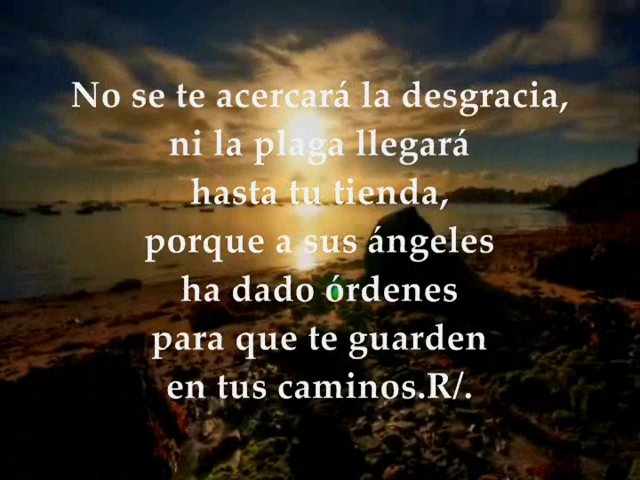 No se te acercará la desgracia,
ni la plaga llegará
hasta tu tienda,
porque a sus ángeles
ha dado órdenes
para que te guarden
en tus caminos.R/.